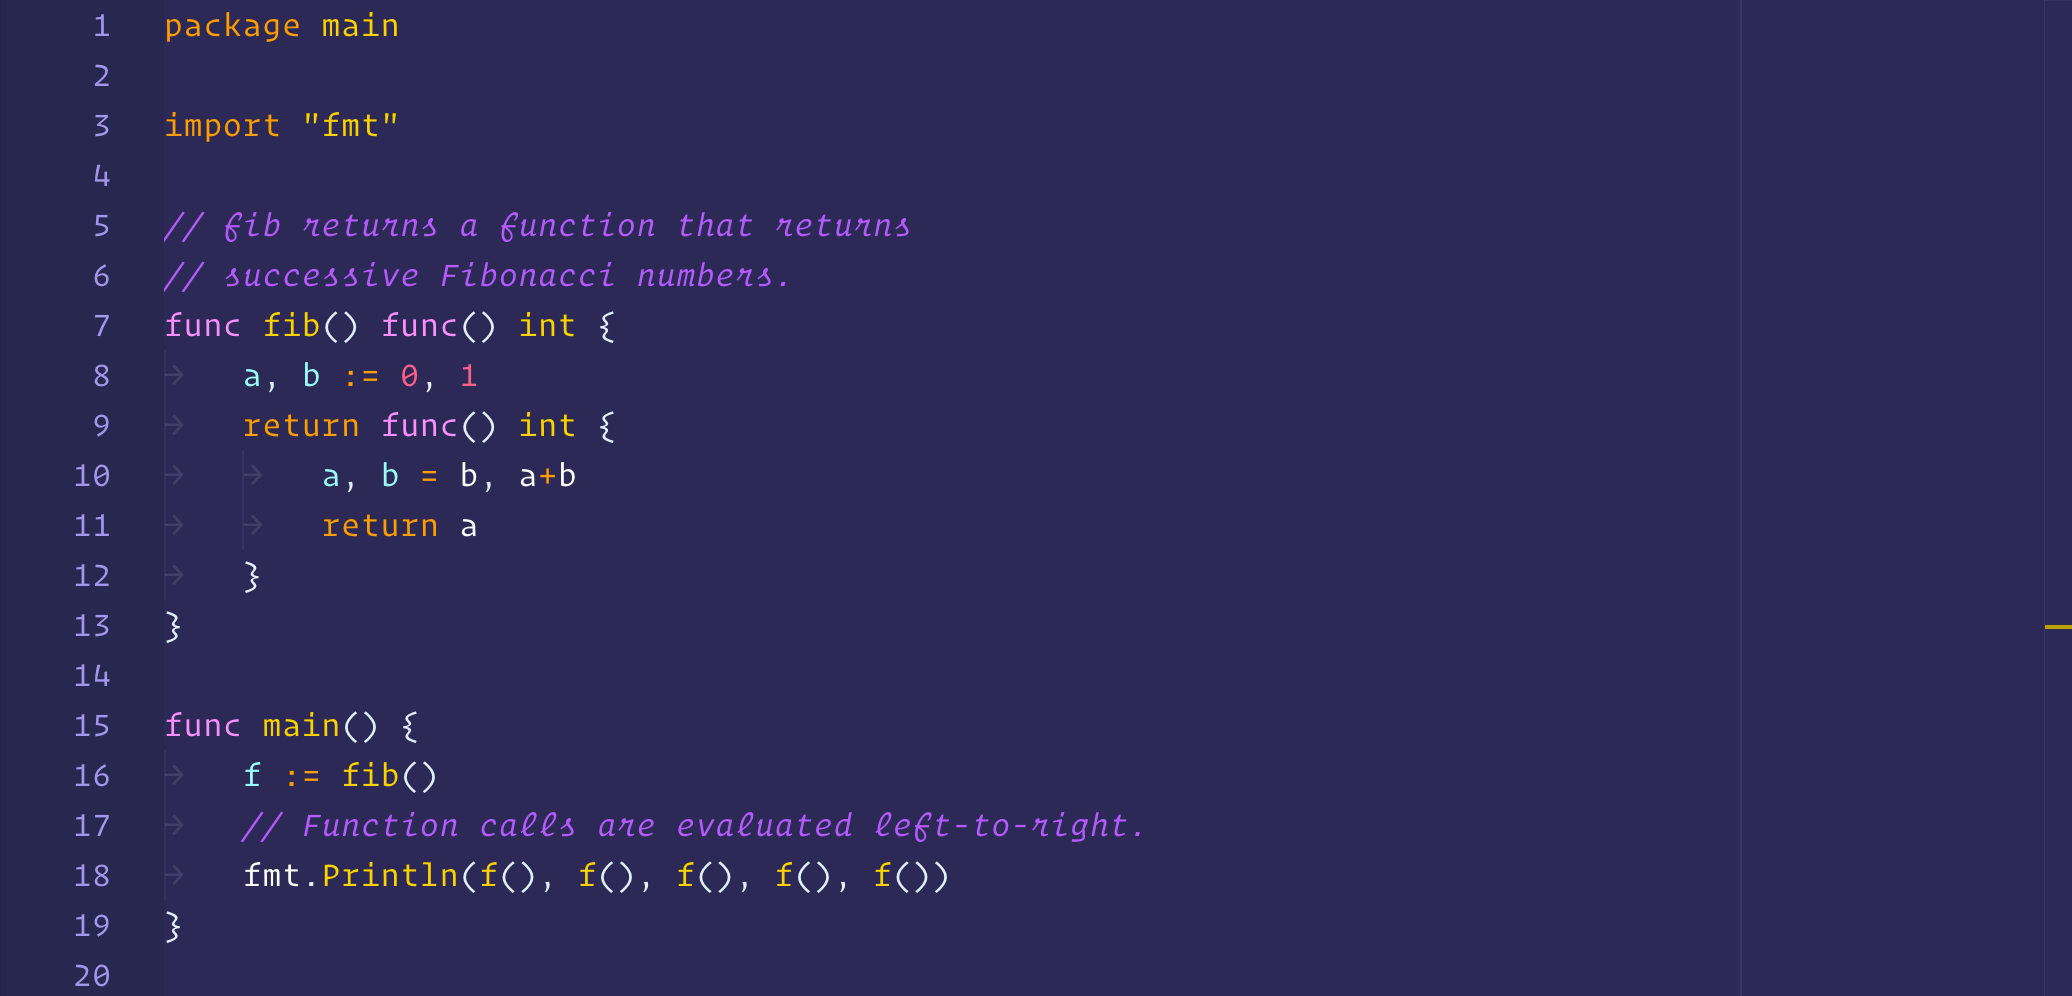 1 package main
2
3 import "fmt"
4
5 // fib returns a function that returns
6 // successive Fibonacci numbers.
7 func fib() func() int {
8 → a, b := 0, 1
9 → return func() int {
10 → → a, b = b, a+b
11 → → return a
12 → }
13 }
14
15 func main() {
16 → f := fib()
17 → // Function calls are evaluated left-to-right.
18 → fmt.Println(f(), f(), f(), f(), f())
19 }
20